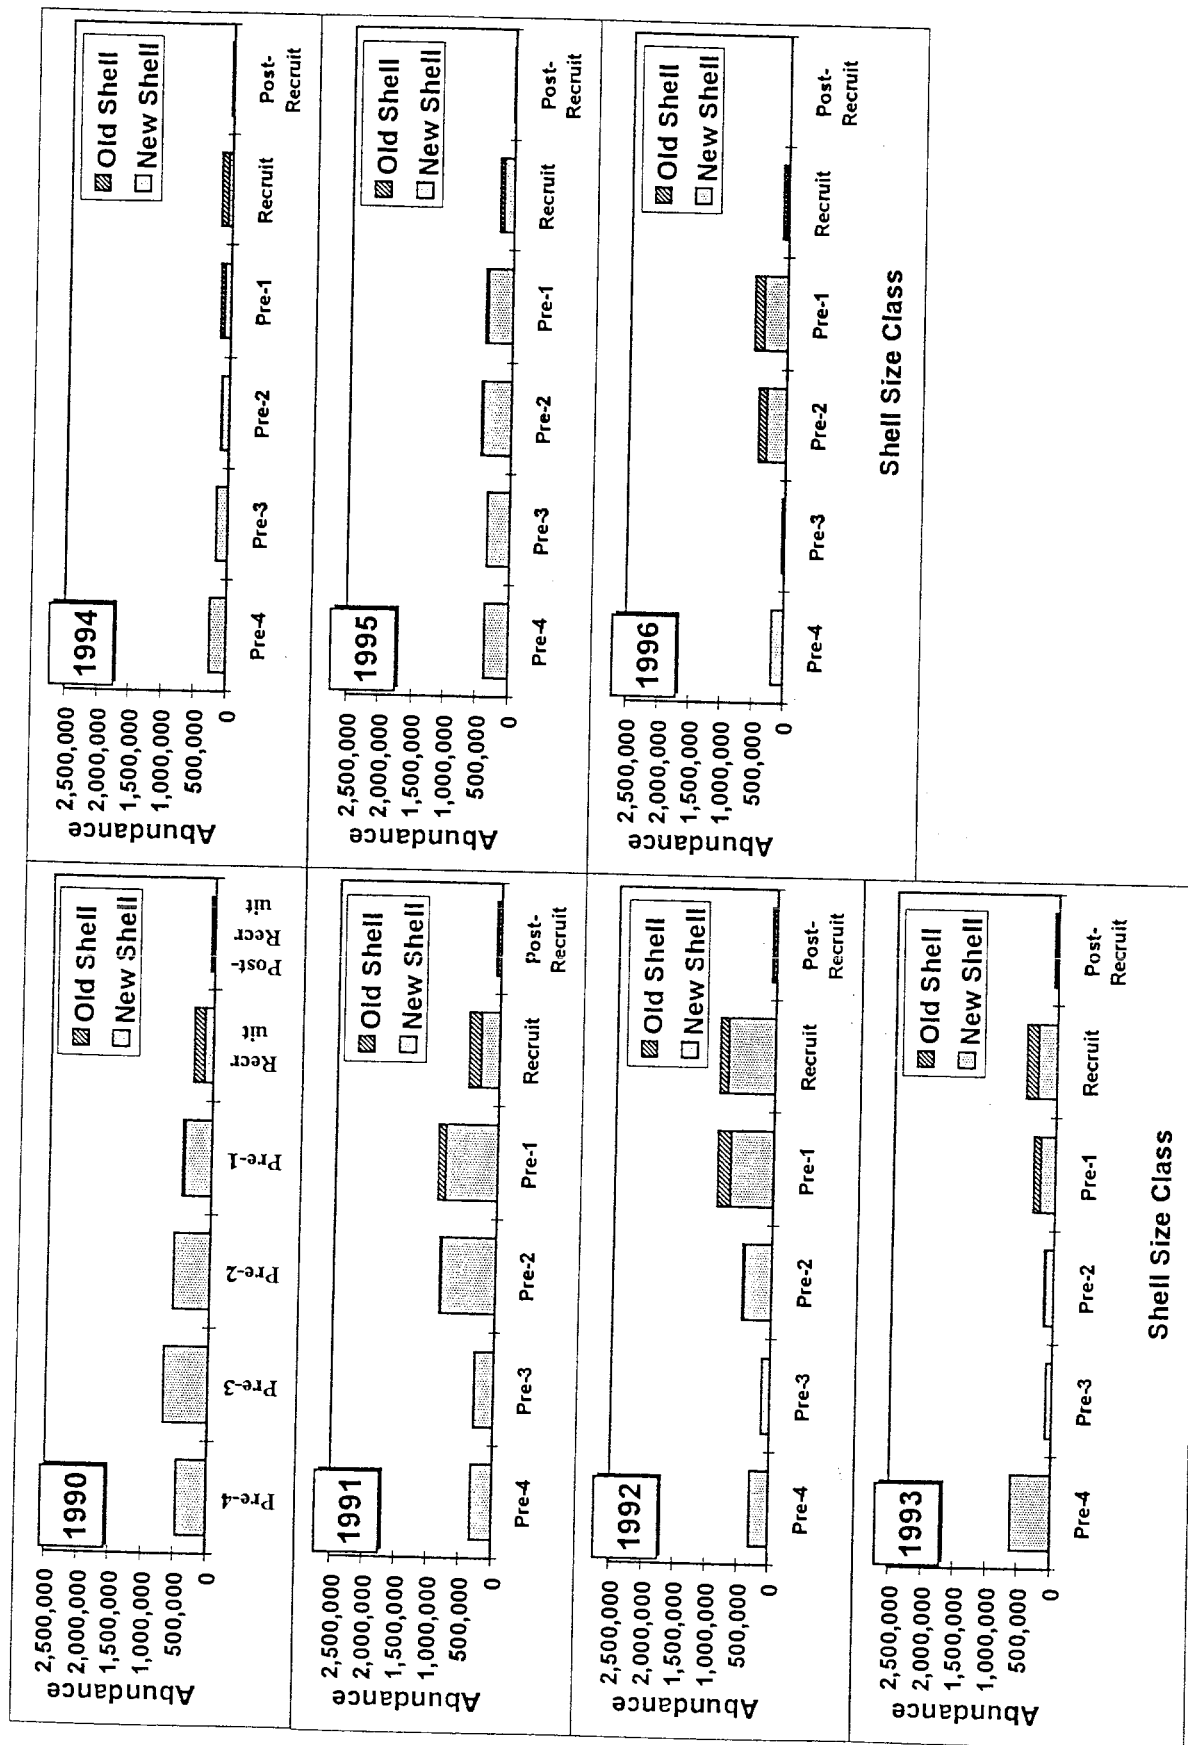 1990
Abundance
2,500,000
2,000,000
1,500,000
1,000,000
500,000
0
Old Shell
New Shell
Pre-4
Pre-3
Pre-2
Pre-1
Recr
uit
Post-
Recr
uit
1991
Abundance
2,500,000
2,000,000
1,500,000
1,000,000
500,000
0
Old Shell
New Shell
Pre-4
Pre-3
Pre-2
Pre-1
Recruit
Post-
Recruit
1992
Abundance
2,500,000
2,000,000
1,500,000
1,000,000
500,000
0
Old Shell
New Shell
Pre-4
Pre-3
Pre-2
Pre-1
Recruit
Post-
Recruit
1993
Abundance
2,500,000
2,000,000
1,500,000
1,000,000
500,000
0
Old Shell
New Shell
Pre-4
Pre-3
Pre-2
Pre-1
Recruit
Post-
Recruit
Shell Size Class
1994
Abundance
2,500,000
2,000,000
1,500,000
1,000,000
500,000
0
Old Shell
New Shell
Pre-4
Pre-3
Pre-2
Pre-1
Recruit
Post-
Recruit
1995
Abundance
2,500,000
2,000,000
1,500,000
1,000,000
500,000
0
Old Shell
New Shell
Pre-4
Pre-3
Pre-2
Pre-1
Recruit
Post-
Recruit
1996
Abundance
2,500,000
2,000,000
1,500,000
1,000,000
500,000
0
Old Shell
New Shell
Pre-4
Pre-3
Pre-2
Pre-1
Recruit
Post-
Recruit
Shell Size Class